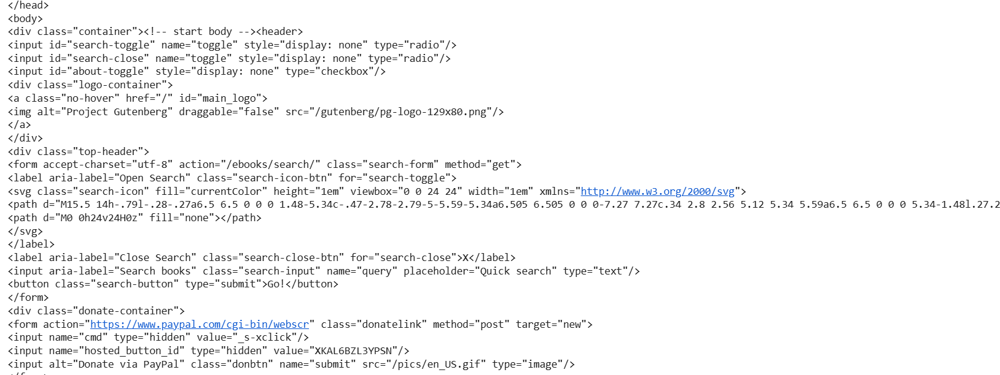 </head>
<body>
<div class="container"><!-- start body --><header>
<input id="search-toggle" name="toggle" style="display: none" type="radio"/>
<input id="search-close" name="toggle" style="display: none" type="radio"/>
<input id="about-toggle" style="display: none" type="checkbox"/>
<div class="logo-container">
<a class="no-hover" href="/" id="main_logo">
<img alt="Project Gutenberg" draggable="false" src="/gutenberg/pg-logo-129x80.png"/>
</a>
</div>
<div class="top-header">
<form accept-charset="utf-8" action="/ebooks/search/" class="search-form" method="get">
<label aria-label="Open Search" class="search-icon-btn" for="search-toggle">
<svg class="search-icon" fill="currentColor" height="1em" viewbox="0 0 24 24" width="1em" xmlns="http://www.w3.org/2000/svg">
<path d="M15.5 14h-.79l-.28-.27a6.5 6.5 0 0 0 1.48-5.34c-.47-2.78-2.79-5-5.59-5.34a6.505 6.505 0 0 0-7.27 7.27c.34 2.8 2.56 5.12 5.34 5.59a6.5 6.5 0 0 0 5.34-1.48l.27.2
<path d="M0 0h24v24H0z" fill="none"></path>
</svg>
</label>
<label aria-label="Close Search" class="search-close-btn" for="search-close">X</label>
<input aria-label="Search books" class="search-input" name="query" placeholder="Quick search" type="text"/>
<button class="search-button" type="submit">Go!</button>
</form>
<div class="donate-container">
<form action="https://www.paypal.com/cgi-bin/webscr" class="donatelink" method="post" target="new">
<input name="cmd" type="hidden" value="_s-xclick"/>
<input name="hosted_button_id" type="hidden" value="XKAL6BZL3YPSN"/>
<input alt="Donate via PayPal" class="donbtn" name="submit" src="/pics/en_US.gif" type="image"/>